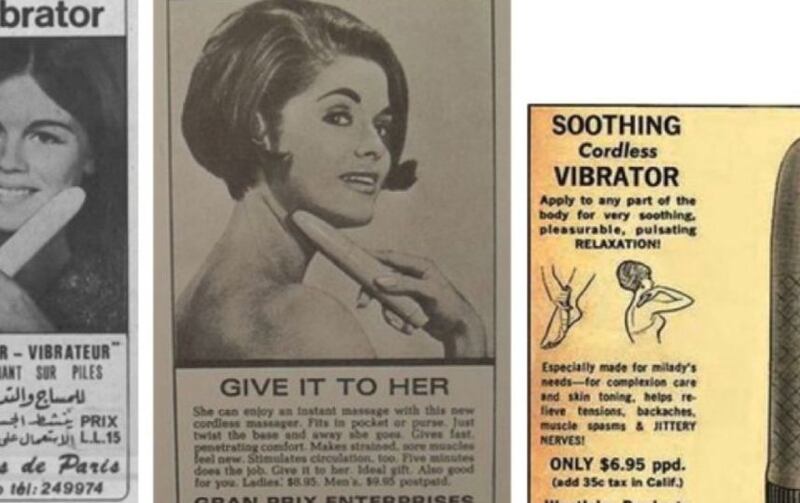 brator
R - VIBRATEUR"
ANT SUR PILES
للمساج والتد
PRIX
L.L.15
الاستعمال على
s de Paris
tél: 249974
GIVE IT TO HER
She can enjoy an instant massage with this new
cordless massager. Fits in pocket or purse. Just
twist the base and away she goes. Gives fast,
penetrating comfort. Makes strained, sore muscles
feel new. Stimulates circulation, too. Five minutes
does the job. Give it to her. Ideal gift. Also good
for you. Ladies: $8.95. Men's, $9.95 postpaid.
GRAN PRIX ENTERPRISES
SOOTHING
Cordless
VIBRATOR
Apply to any part of the
body for very soothing,
pleasurable, pulsating
RELAXATION!
Especially made for milady's
needs—for complexion care
and skin toning, helps re-
lieve tensions, backaches,
muscle spasms & JITTERY
NERVES!
ONLY $6.95 ppd.
(add 35c tax in Calif.)